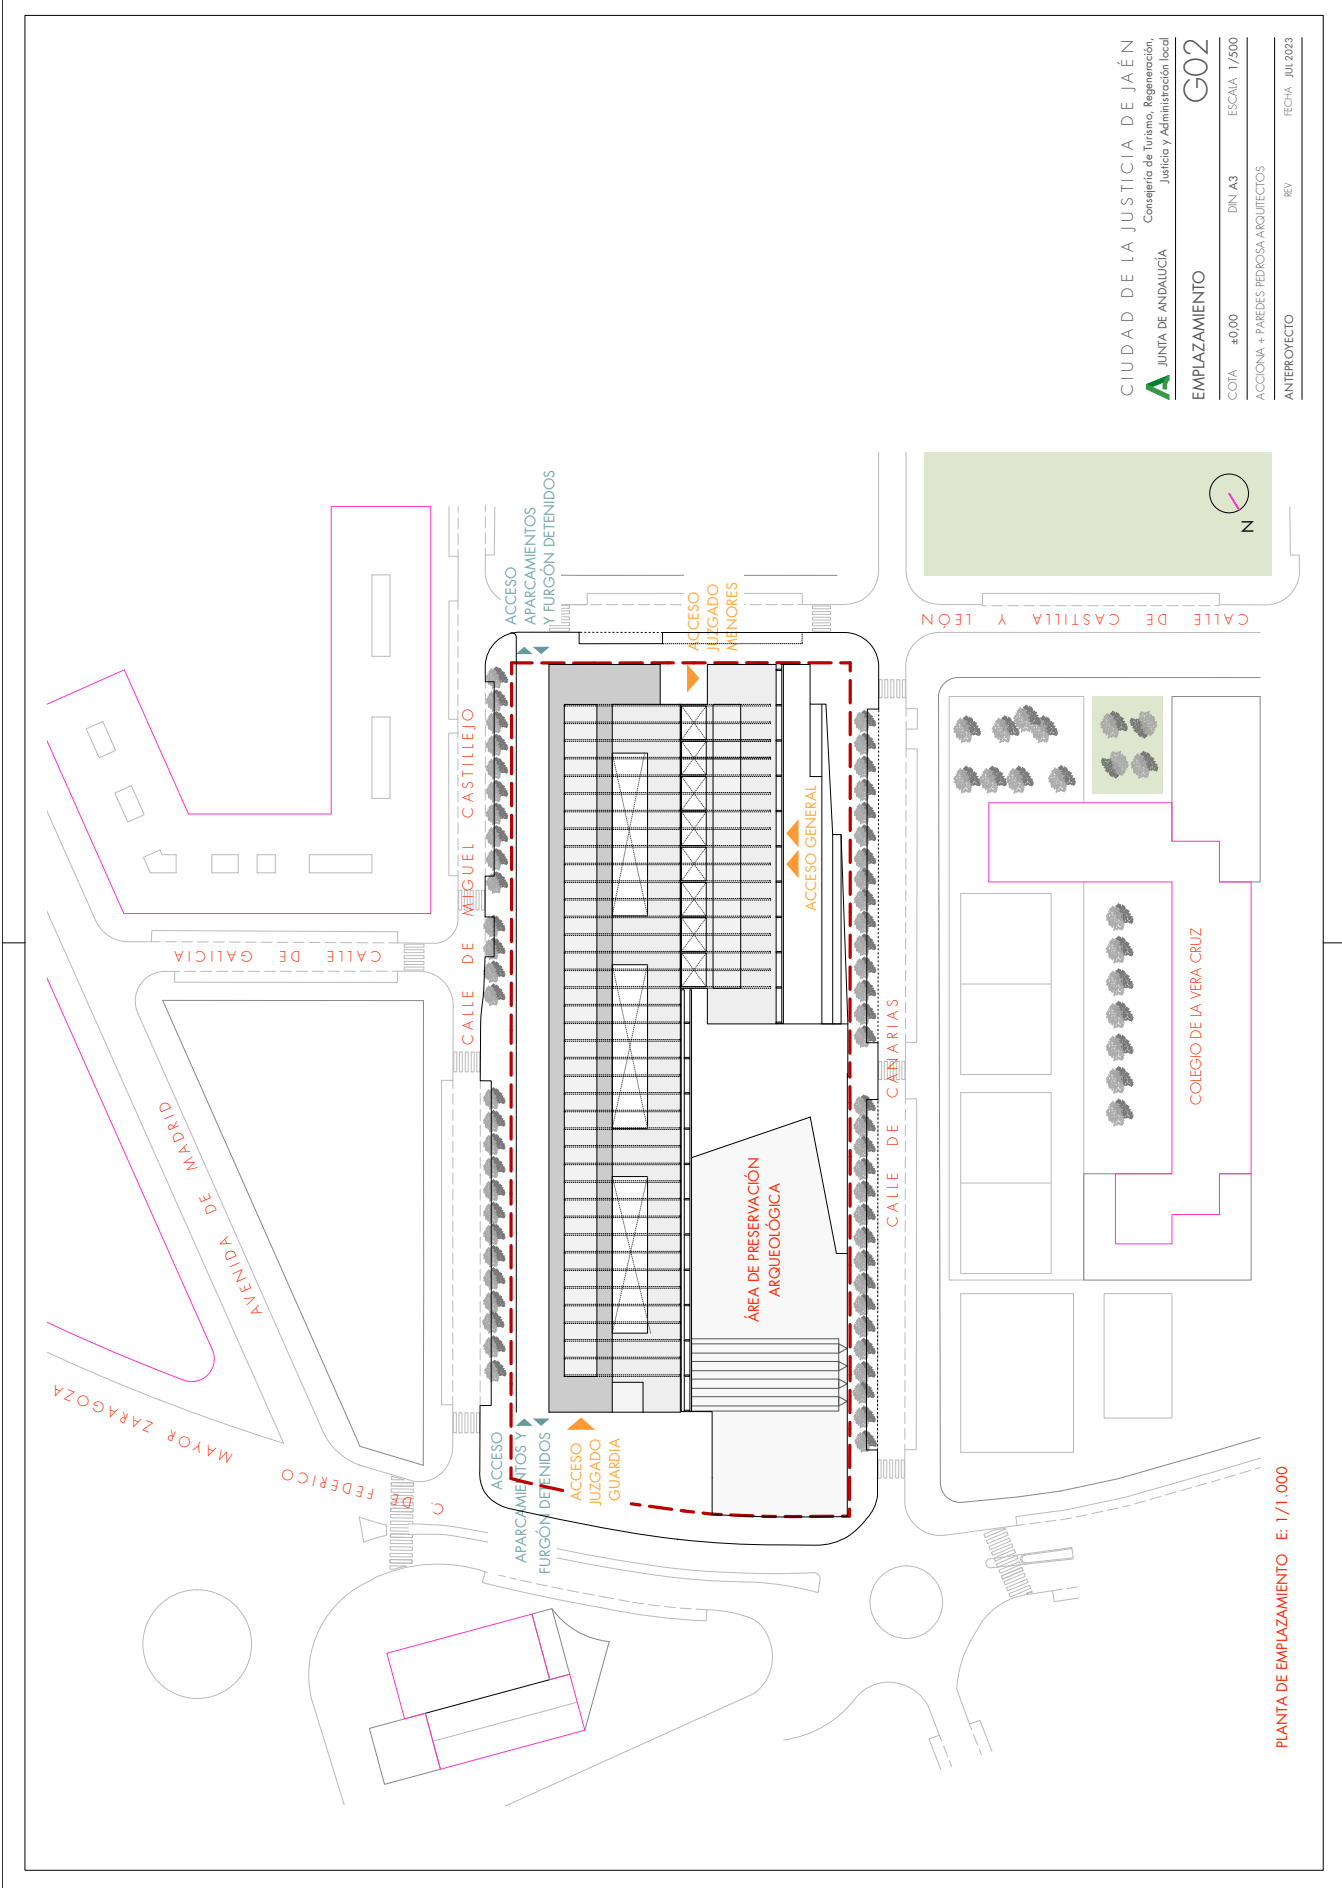 CIUDAD DE LA JUSTICIA DE JAÉN
JUNTA DE ANDALUCÍA
Consejería de Turismo, Regeneración,
Justicia y Administración local
EMPLAZAMIENTO
G02
COTA ±0,00
DIN A3
ESCALA 1/500
ACCIONA + PAREDES PEDROSA ARQUITECTOS
ANTEPROYECTO
REV
FECHA JUL2023
ACCESO
APARCAMIENTOS
Y FURGÓN DETENIDOS
ACCESO
JUZGADO
MENORES
ACCESO GENERAL
CALLE DE CASTILLA Y LEÓN
N
CALLE DE MIGUEL CASTILLEJO
CALLE DE GALICIA
AVENIDA DE MADRID
C. DE FEDERICO MAYOR ZARAGOZA
CALLE DE CANARIAS
COLEGIO DE LA VERA CRUZ
ÁREA DE PRESERVACIÓN
ARQUEOLÓGICA
ACCESO
APARCAMIENTOS Y
FURGÓN DETENIDOS
ACCESO
JUZGADO
GUARDIA
PLANTA DE EMPLAZAMIENTO E: 1/1.000